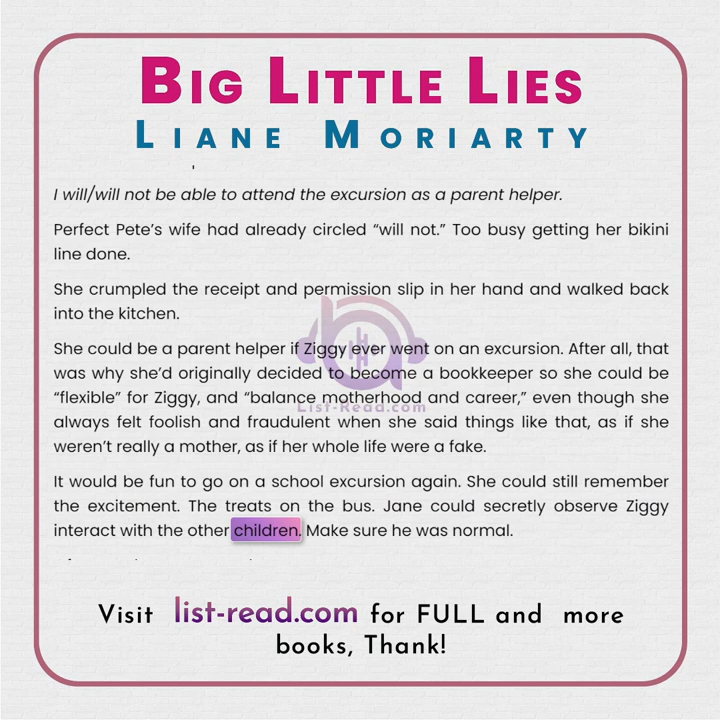 BIG LITTLE LIES
LIANE MORIARTY
I will/will not be able to attend the excursion as a parent helper.
Perfect Pete’s wife had already circled “will not.” Too busy getting her bikini
line done.
She crumpled the receipt and permission slip in her hand and walked back
into the kitchen.
She could be a parent helper if Ziggy ever went on an excursion. After all, that
was why she’d originally decided to become a bookkeeper so she could be
“flexible” for Ziggy, and “balance motherhood and career,” even though she
List-Read.com
always felt foolish and fraudulent when she said things like that, as if she
weren’t really a mother, as if her whole life were a fake.
It would be fun to go on a school excursion again. She could still remember
the excitement. The treats on the bus. Jane could secretly observe Ziggy
interact with the other children. Make sure he was normal.
Visit list-read.com for FULL and more
books, Thank!